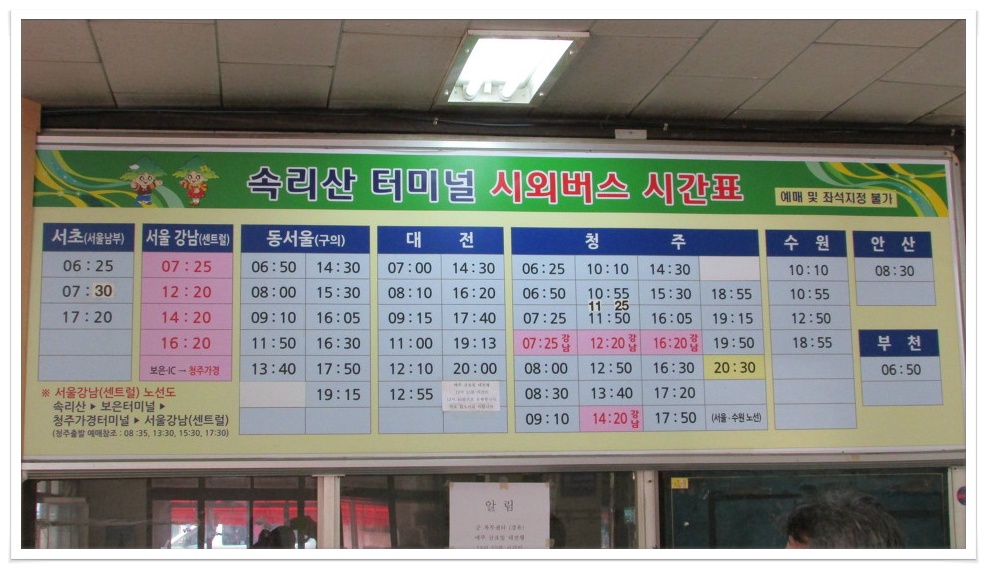 속리산 터미널 시외버스 시간표
예매 및 좌석지정 불가
서초(서울남부)
06:25
07:30
17:20
서울 강남(센트럴)
07:25
12:20
14:20
16:20
보은-IC → 청주가경
※ 서울강남(센트럴) 노선도
속리산 ▶ 보은터미널 ▶
청주가경터미널 ▶ 서울강남(센트럴)
(청주출발 예매참조 : 08:35, 13:30, 15:30, 17:30)
동서울(구의)
06:50 14:30
08:00 15:30
09:10 16:05
11:50 16:30
13:40 17:50
19:15
대 전
07:00 14:30
08:10 16:20
09:15 17:40
11:00 19:13
12:10 20:00
12:55
청 주
06:25 10:10 14:30
06:50 10:55 15:30 18:55
11 25
07:25 11:50 16:05 19:15
07:25 강남 12:20 강남 16:20 강남 19:50
08:00 12:50 16:30 20:30
08:30 13:40 17:20
09:10 14:20 강남 17:50 (서울·수원 노선)
수 원
10:10
10:55
12:50
18:55
안 산
08:30
부 천
06:50
알 림